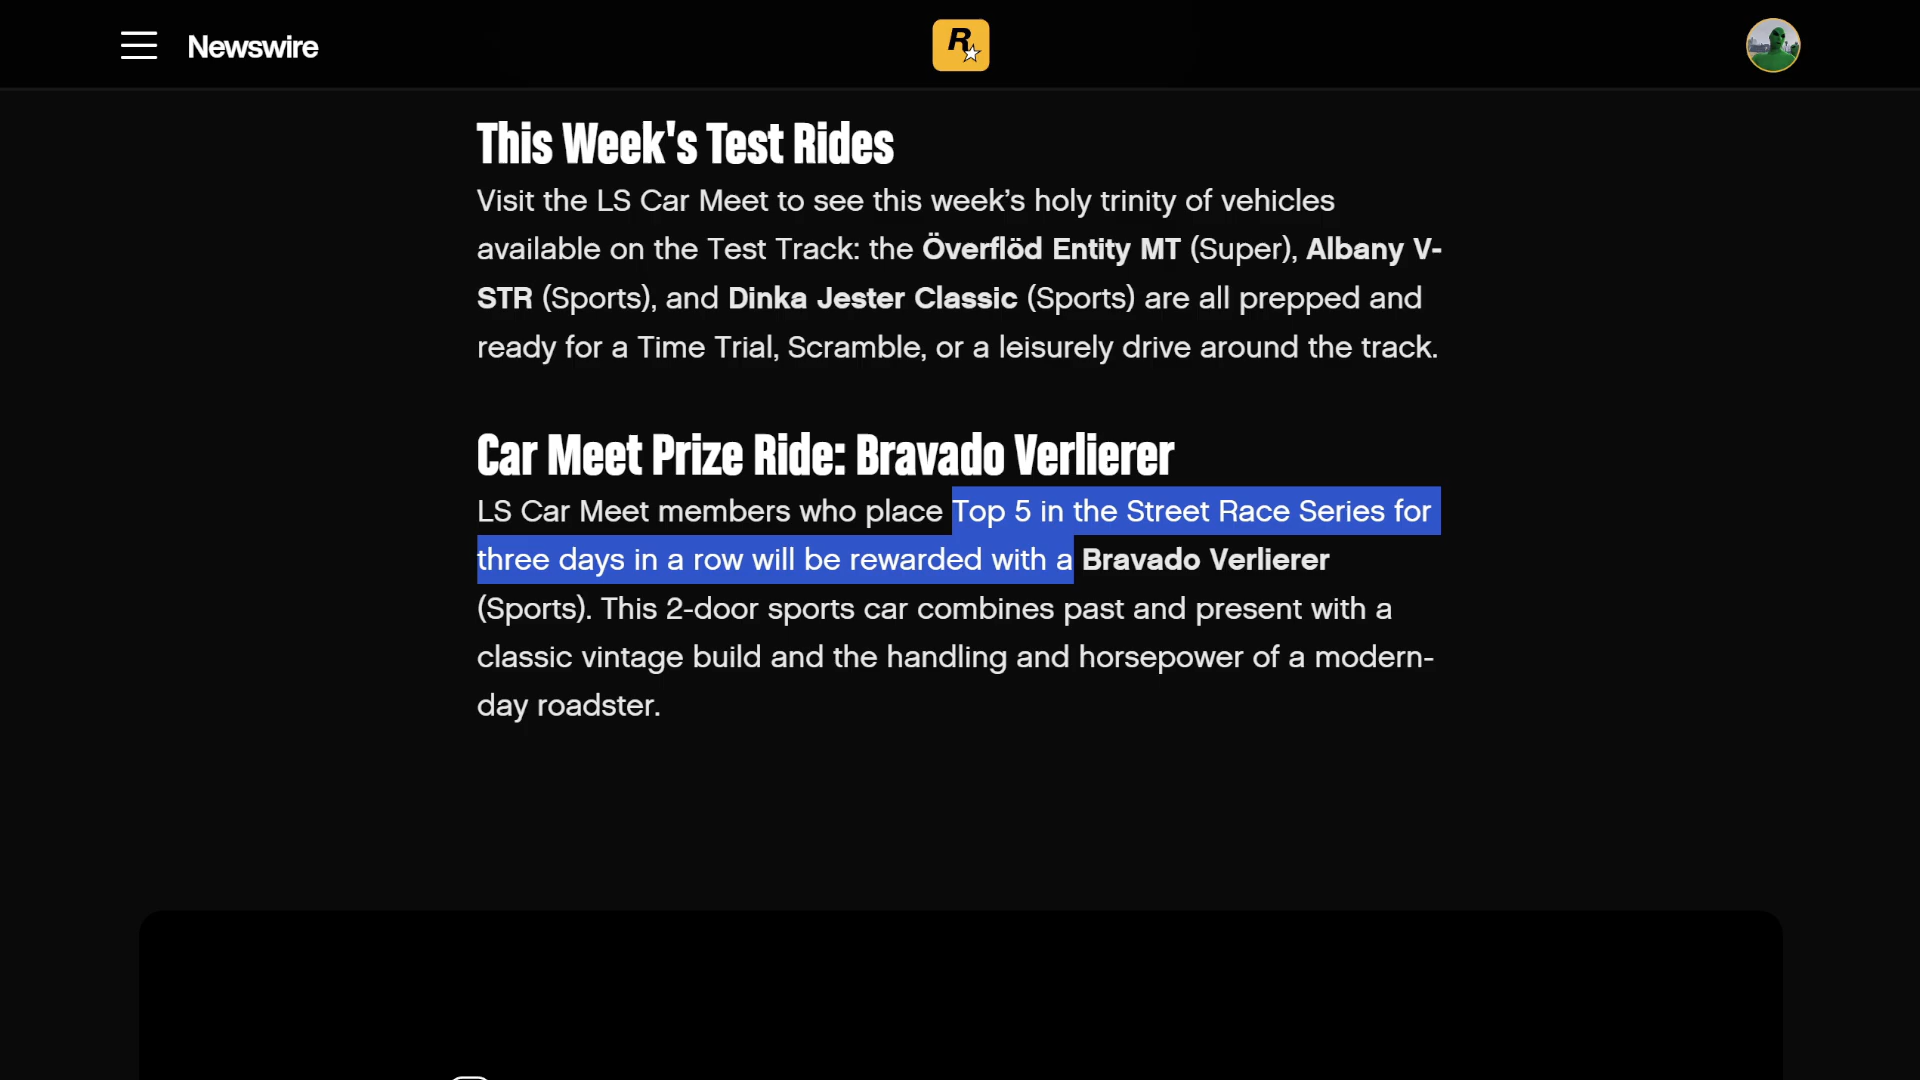 Newswire
R
This Week's Test Rides
Visit the LS Car Meet to see this week’s holy trinity of vehicles
available on the Test Track: the Överflöd Entity MT (Super), Albany V-
STR (Sports), and Dinka Jester Classic (Sports) are all prepped and
ready for a Time Trial, Scramble, or a leisurely drive around the track.
Car Meet Prize Ride: Bravado Verlierer
LS Car Meet members who place Top 5 in the Street Race Series for
three days in a row will be rewarded with a Bravado Verlierer
(Sports). This 2-door sports car combines past and present with a
classic vintage build and the handling and horsepower of a modern-
day roadster.